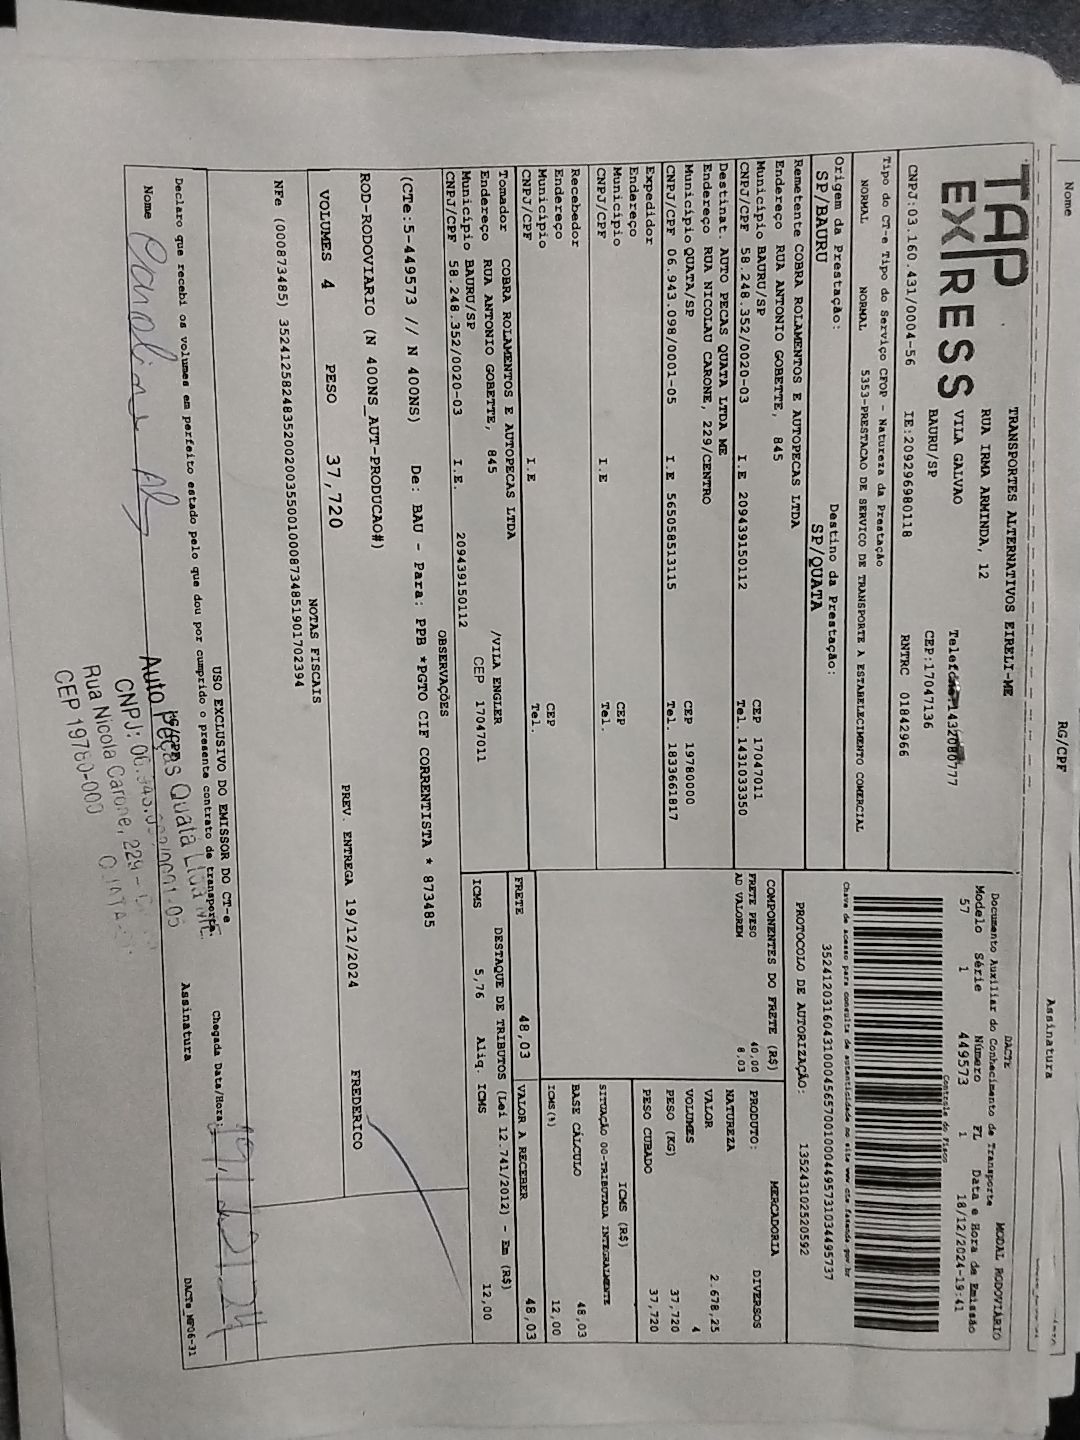 Nome
RG/CPF
Assinatura
TAP
EXPRESS
TRANSPORTES ALTERNATIVOS EIRELI-ME
RUA IRMA ARMINDA, 12
VILA GALVAO
BAURU/SP
CEP:17047136
CNPJ:03.160.431/0004-56 IE:209296980118 RNTRC 01842966
Tipo do CT-e Tipo do Serviço CFOP - Natureza da Prestação
NORMAL NORMAL 5353-PRESTACAO DE SERVICO DE TRANSPORTE A ESTABELECIMENTO COMERCIAL
Origem da Prestação: Destino da Prestação:
SP/BAURU SP/QUATA
Remetente COBRA ROLAMENTOS E AUTOPECAS LTDA
Endereço RUA ANTONIO GOBETTE, 845
Município BAURU/SP CEP 17047011
CNPJ/CPF 58.248.352/0020-03 I.E 209439150112 Tel. 1431033350
Destinat. AUTO PECAS QUATA LTDA ME
Endereço RUA NICOLAU CARONE, 229/CENTRO
Município QUATA/SP CEP 19780000
CNPJ/CPF 06.943.098/0001-05 I.E 565058513115 Tel. 1833661817
Expedidor
Endereço
Município CEP
CNPJ/CPF I.E Tel.
Recebedor
Endereço
Município CEP
CNPJ/CPF I.E Tel.
Tomador COBRA ROLAMENTOS E AUTOPECAS LTDA
Endereço RUA ANTONIO GOBETTE, 845 /VILA ENGLER
Município BAURU/SP CEP 17047011
CNPJ/CPF 58.248.352/0020-03 I.E. 209439150112
DACTE MODAL RODOVIÁRIO
Documento Auxiliar do Conhecimento de Transporte
Modelo Série Número FL Data e Hora de Emissão
57 1 449573 1 18/12/2024-19:41
Controle do Fisco
Chave de acesso para consulta de autenticidade no site www.cte.fazenda.gov.br
35241203160431000456570010004495731034495737
PROTOCOLO DE AUTORIZAÇÃO: 135243102520592
COMPONENTES DO FRETE (R$)
FRETE PESO 40,00
AD VALOREM 8,03
MERCADORIA
PRODUTO: DIVERSOS
NATUREZA
VALOR 2.678,25
VOLUMES 4
PESO (KG) 37,720
PESO CUBADO 37,720
ICMS (R$)
SITUAÇÃO 00-TRIBUTADA INTEGRALMENTE
BASE CÁLCULO 48,03
ICMS(%) 12,00
FRETE 48,03 VALOR A RECEBER 48,03
DESTAQUE DE TRIBUTOS (Lei 12.741/2012) - Em (R$)
ICMS 5,76 Aliq. ICMS 12,00
OBSERVAÇÕES
(CTe:5-449573 // N 400NS) De: BAU - Para: PPB *PGTO CIF CORRENTISTA * 873485
ROD-RODOVIARIO (N 400NS_AUT-PRODUCAO#)
VOLUMES 4 PESO 37,720 PREV. ENTREGA 19/12/2024 FREDERICO
NOTAS FISCAIS
NFe (000873485) 35241258248352002003550010008734851901702394
USO EXCLUSIVO DO EMISSOR DO CT-e
Declaro que recebi os volumes em perfeito estado pelo que dou por cumprido o presente contrato de transporte.
Chegada Data/Hora:
Nome Assinatura
Auto Peças Quata Ltda ME
Rua Nicola Carone, 229
CEP 19780-000
DACTe_MP06-31